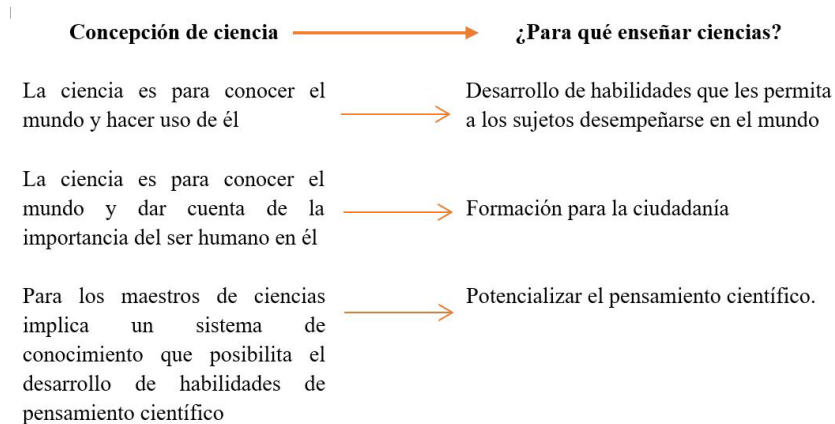 Concepción de ciencia
¿Para qué enseñar ciencias?
La ciencia es para conocer el
mundo y hacer uso de él
Desarrollo de habilidades que les permita
a los sujetos desempeñarse en el mundo
La ciencia es para conocer el
mundo y dar cuenta de la
importancia del ser humano en él
Formación para la ciudadanía
Para los maestros de ciencias
implica un sistema de
conocimiento que posibilita el
desarrollo de habilidades de
pensamiento científico
Potencializar el pensamiento científico.